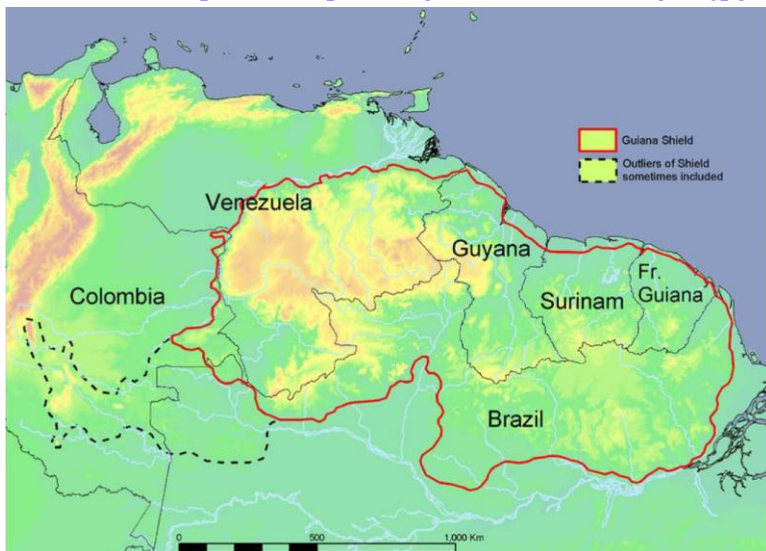 Guiana Shield
Outliers of Shield
sometimes included
Venezuela
Guyana
Fr.
Guiana
Colombia
Surinam
Brazil
0
500
1,000 Km